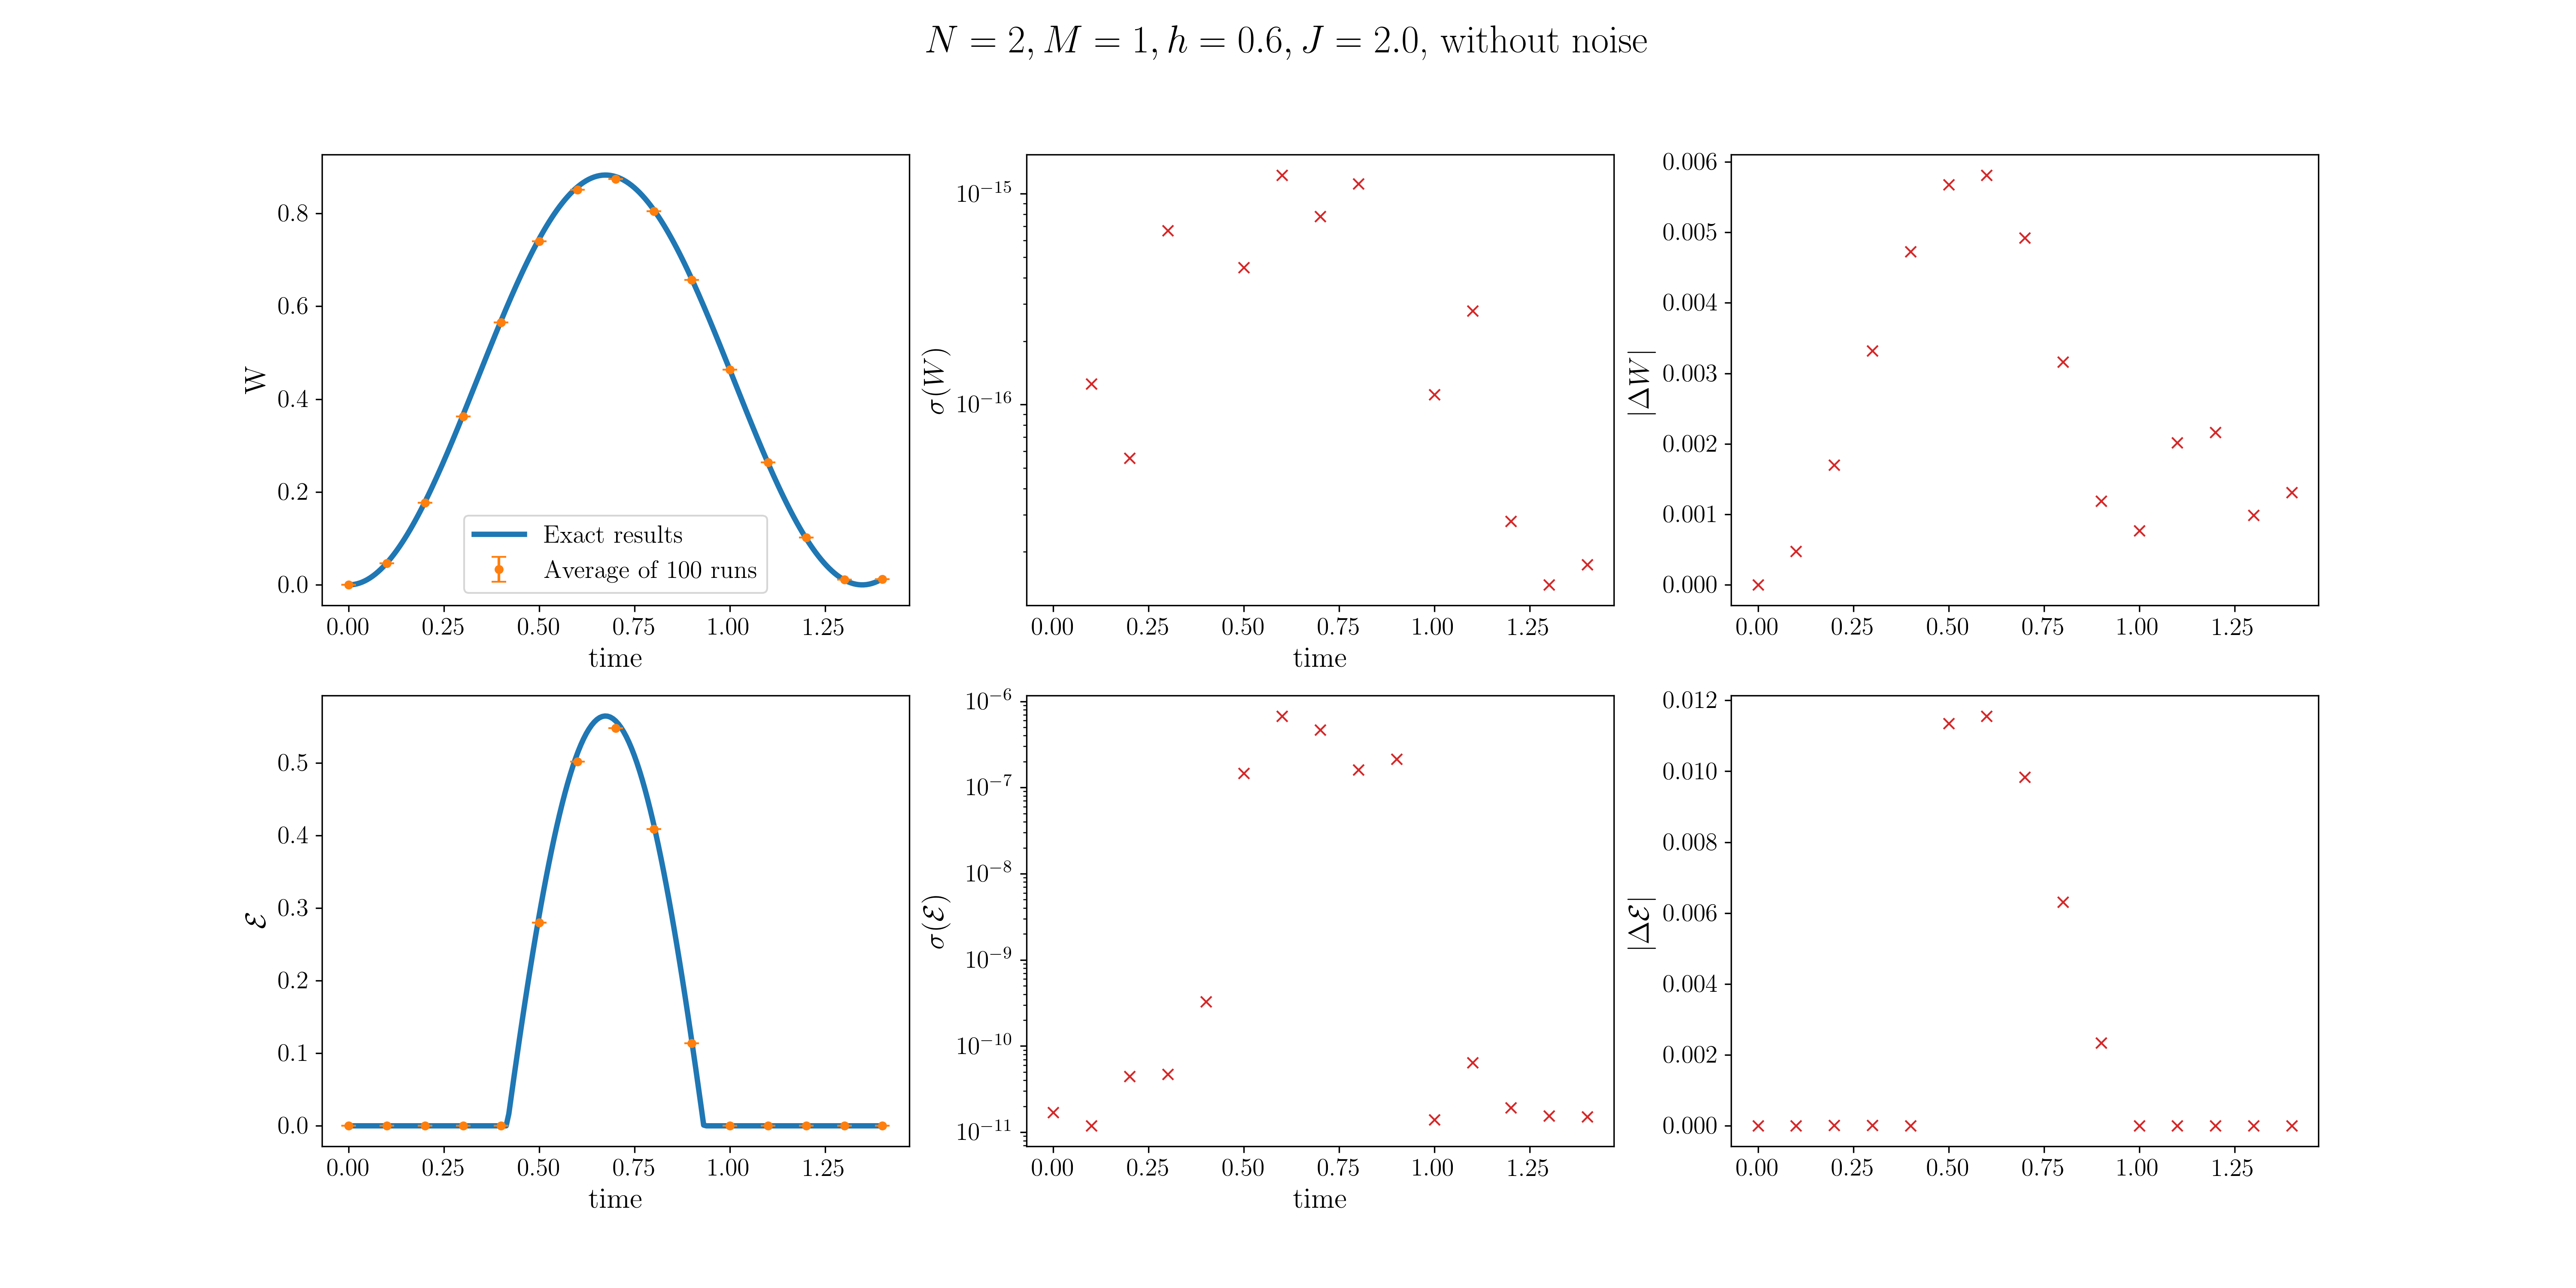 N = 2, M = 1, h = 0.6, J = 2.0, without noise
W
0.8
0.6
0.4
0.2
0.0
Exact results
Average of 100 runs
0.00 0.25 0.50 0.75 1.00 1.25
time
σ(W)
10⁻¹⁵
10⁻¹⁶
0.00 0.25 0.50 0.75 1.00 1.25
time
|ΔW|
0.006
0.005
0.004
0.003
0.002
0.001
0.000
0.00 0.25 0.50 0.75 1.00 1.25
ℰ
0.5
0.4
0.3
0.2
0.1
0.0
0.00 0.25 0.50 0.75 1.00 1.25
time
σ(ℰ)
10⁻⁶
10⁻⁷
10⁻⁸
10⁻⁹
10⁻¹⁰
10⁻¹¹
0.00 0.25 0.50 0.75 1.00 1.25
time
|Δℰ|
0.012
0.010
0.008
0.006
0.004
0.002
0.000
0.00 0.25 0.50 0.75 1.00 1.25